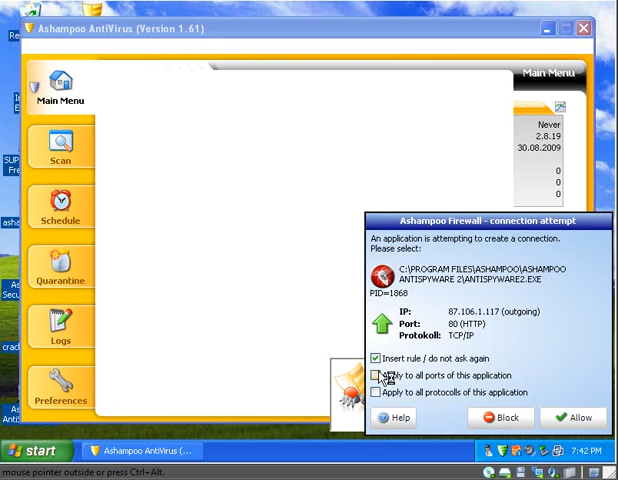 Ashampoo AntiVirus (Version 1.61)
Main Menu
Main Menu
Never
2.8.19
30.08.2009
0
0
0
Scan
Schedule
Quarantine
Logs
Preferences
Ashampoo Firewall - connection attempt
An application is attempting to create a connection.
Please select:
C:\PROGRAM FILES\ASHAMPOO\ASHAMPOO
ANTISPYWARE 2\ANTISPYWARE2.EXE
PID=1868
IP: 87.106.1.117 (outgoing)
Port: 80 (HTTP)
Protokoll: TCP/IP
Insert rule / do not ask again
Apply to all ports of this application
Apply to all protocolls of this application
Help Block Allow
start Ashampoo AntiVirus (... 7:42 PM
mouse pointer outside or press Ctrl+Alt.